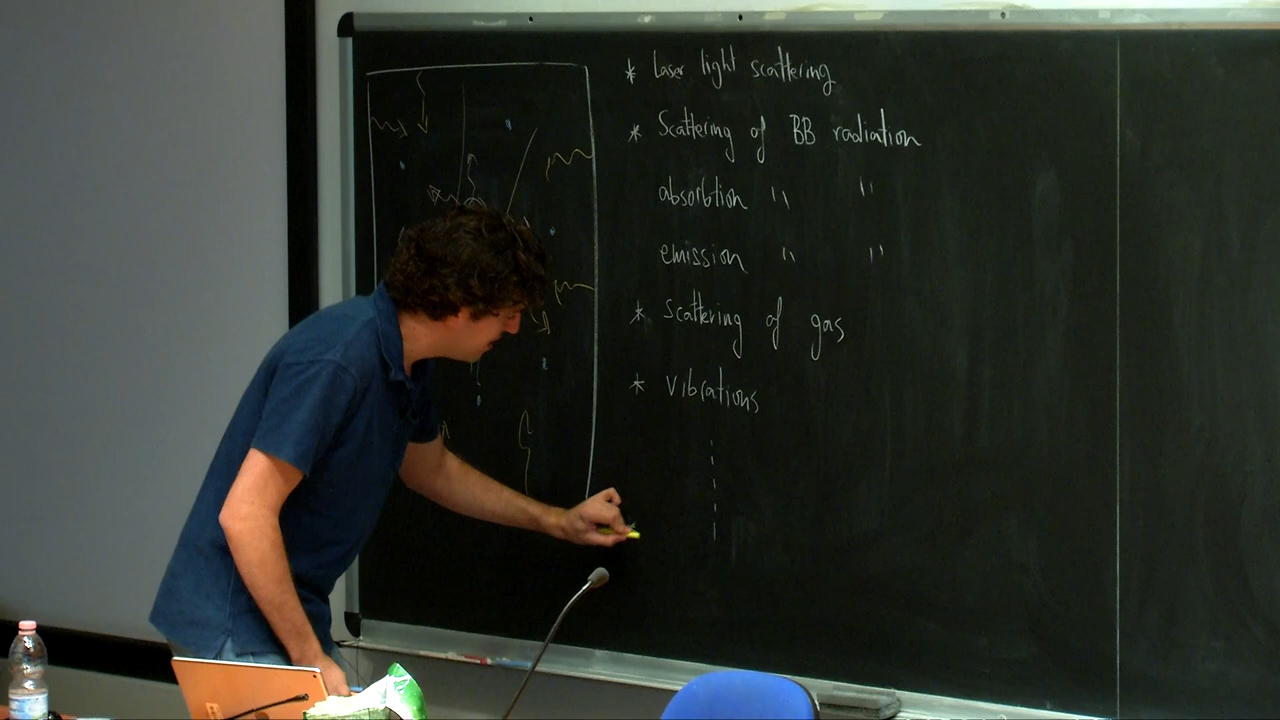 * Laser light scattering
* Scattering of BB radiation
absorbtion " "
emission " "
* Scattering of gas
* Vibrations